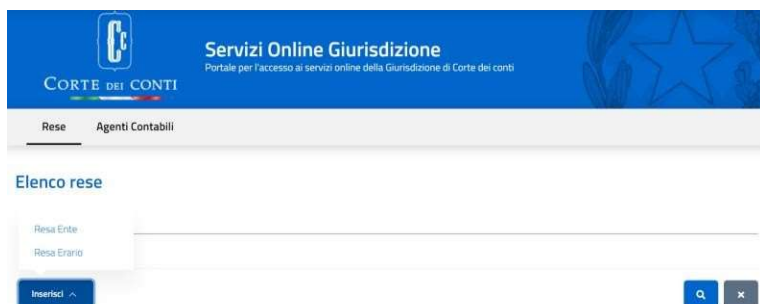 CORTE DEI CONTI
Servizi Online Giurisdizione
Portale per l'accesso ai servizi online della Giurisdizione di Corte dei conti
Rese Agenti Contabili
Elenco rese
Resa Ente
Resa Erario
Inserisci